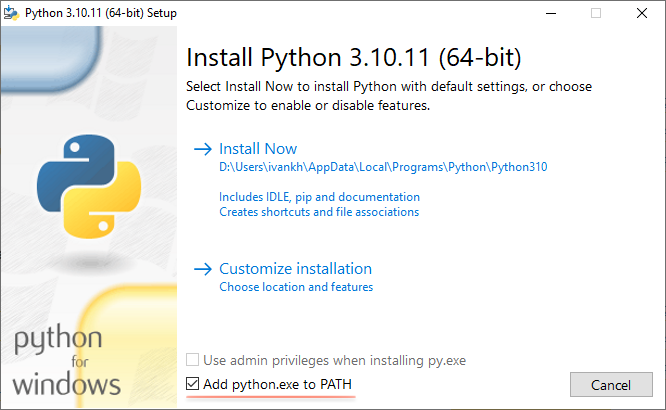 Python 3.10.11 (64-bit) Setup
Install Python 3.10.11 (64-bit)
Select Install Now to install Python with default settings, or choose
Customize to enable or disable features.
Install Now
D:\Users\ivankh\AppData\Local\Programs\Python\Python310
Includes IDLE, pip and documentation
Creates shortcuts and file associations
Customize installation
Choose location and features
python
for
windows
Use admin privileges when installing py.exe
Add python.exe to PATH
Cancel